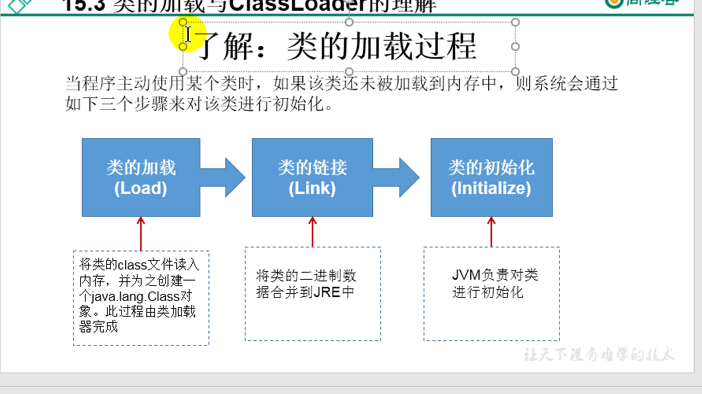 15.3 类的加载与ClassLoader的理解
尚硅谷
了解：类的加载过程
当程序主动使用某个类时，如果该类还未被加载到内存中，则系统会通过
如下三个步骤来对该类进行初始化。
类的加载
(Load)
类的链接
(Link)
类的初始化
(Initialize)
将类的class文件读入
内存，并为之创建一
个java.lang.Class对
象。此过程由类加载
器完成
将类的二进制数
据合并到JRE中
JVM负责对类
进行初始化
让天下没有难学的技术